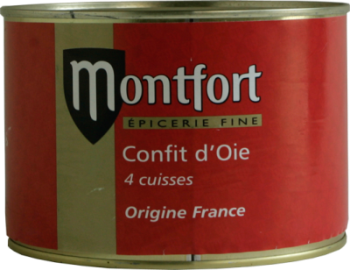 Montfort
ÉPICERIE FINE
Confit d'Oie
4 cuisses
Origine France